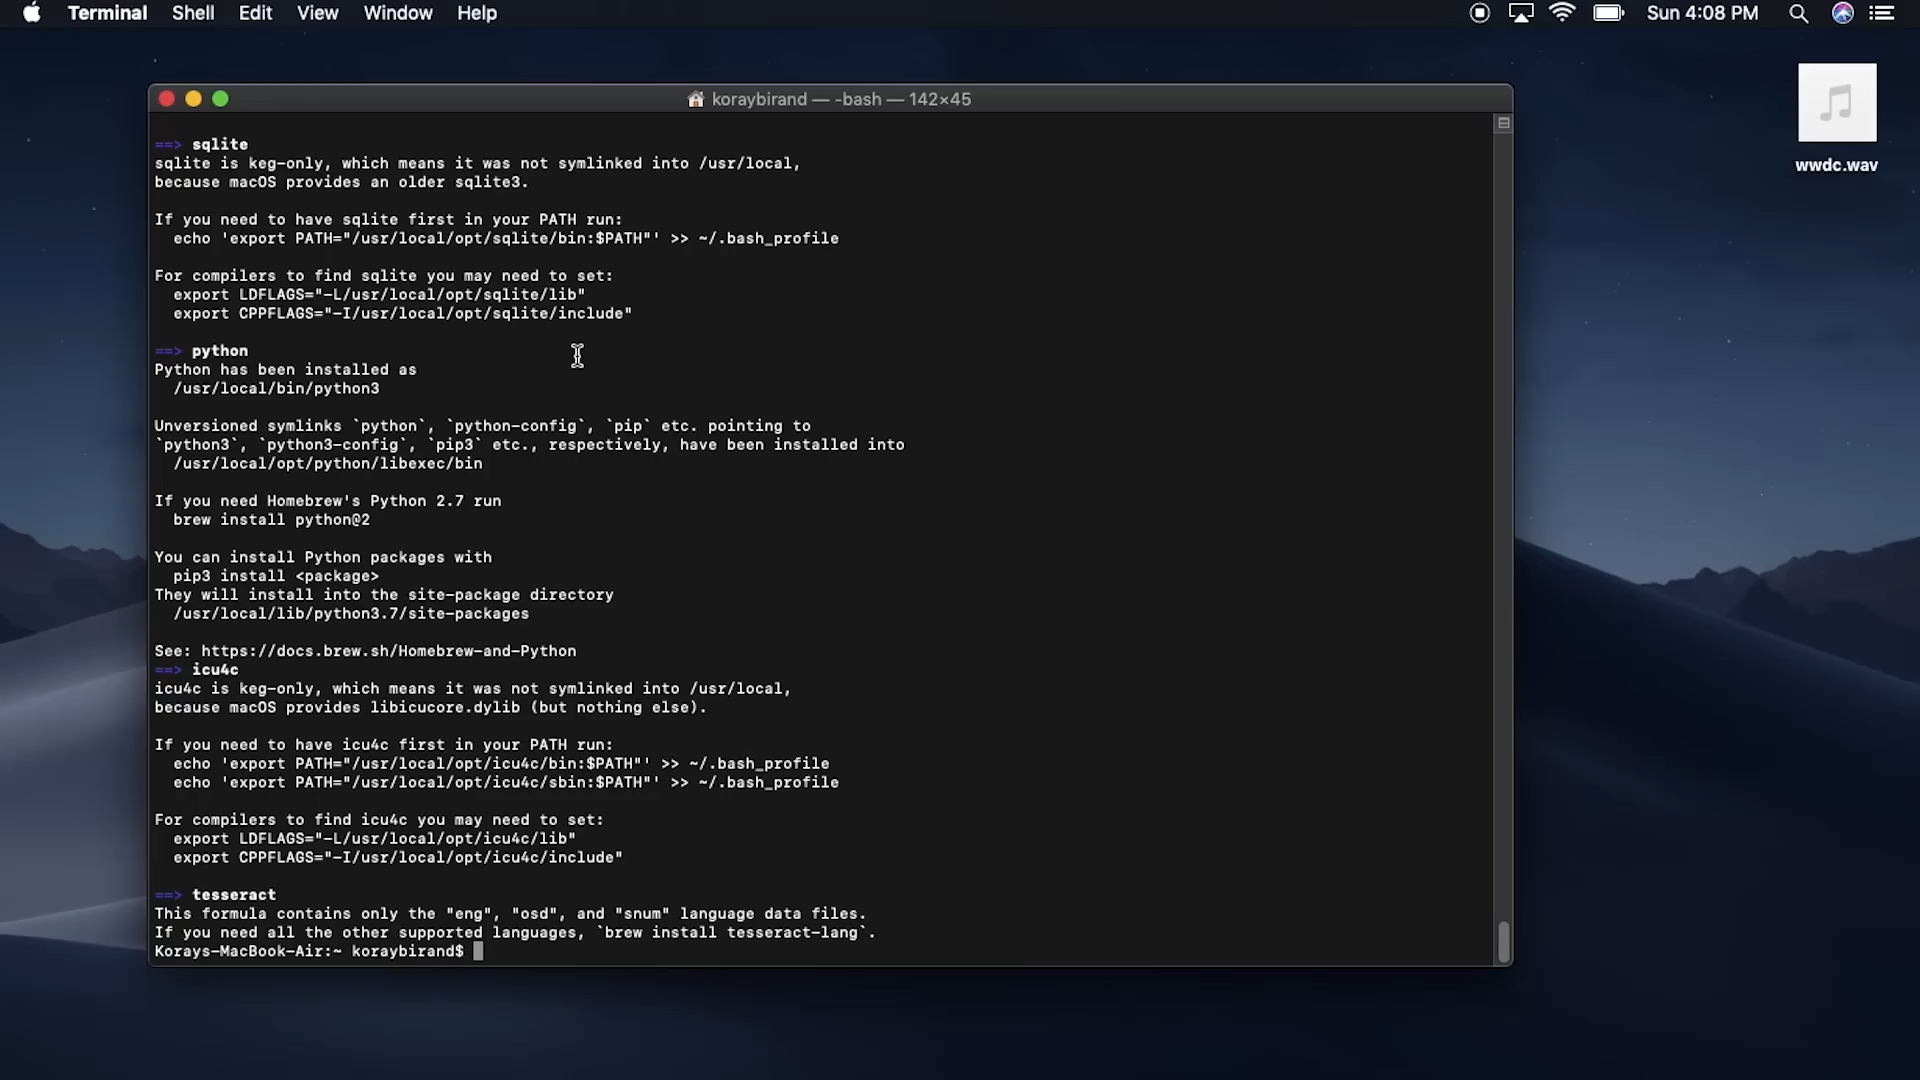 Terminal Shell Edit View Window Help Sun 4:08 PM
koraybirand — -bash — 142×45
wwdc.wav
==> sqlite
sqlite is keg-only, which means it was not symlinked into /usr/local,
because macOS provides an older sqlite3.
If you need to have sqlite first in your PATH run:
echo 'export PATH="/usr/local/opt/sqlite/bin:$PATH"' >> ~/.bash_profile
For compilers to find sqlite you may need to set:
export LDFLAGS="-L/usr/local/opt/sqlite/lib"
export CPPFLAGS="-I/usr/local/opt/sqlite/include"
==> python
Python has been installed as
/usr/local/bin/python3
Unversioned symlinks `python`, `python-config`, `pip` etc. pointing to
`python3`, `python3-config`, `pip3` etc., respectively, have been installed into
/usr/local/opt/python/libexec/bin
If you need Homebrew's Python 2.7 run
brew install python@2
You can install Python packages with
pip3 install <package>
They will install into the site-package directory
/usr/local/lib/python3.7/site-packages
See: https://docs.brew.sh/Homebrew-and-Python
==> icu4c
icu4c is keg-only, which means it was not symlinked into /usr/local,
because macOS provides libicucore.dylib (but nothing else).
If you need to have icu4c first in your PATH run:
echo 'export PATH="/usr/local/opt/icu4c/bin:$PATH"' >> ~/.bash_profile
echo 'export PATH="/usr/local/opt/icu4c/sbin:$PATH"' >> ~/.bash_profile
For compilers to find icu4c you may need to set:
export LDFLAGS="-L/usr/local/opt/icu4c/lib"
export CPPFLAGS="-I/usr/local/opt/icu4c/include"
==> tesseract
This formula contains only the "eng", "osd", and "snum" language data files.
If you need all the other supported languages, `brew install tesseract-lang`.
Korays-MacBook-Air:~ koraybirand$